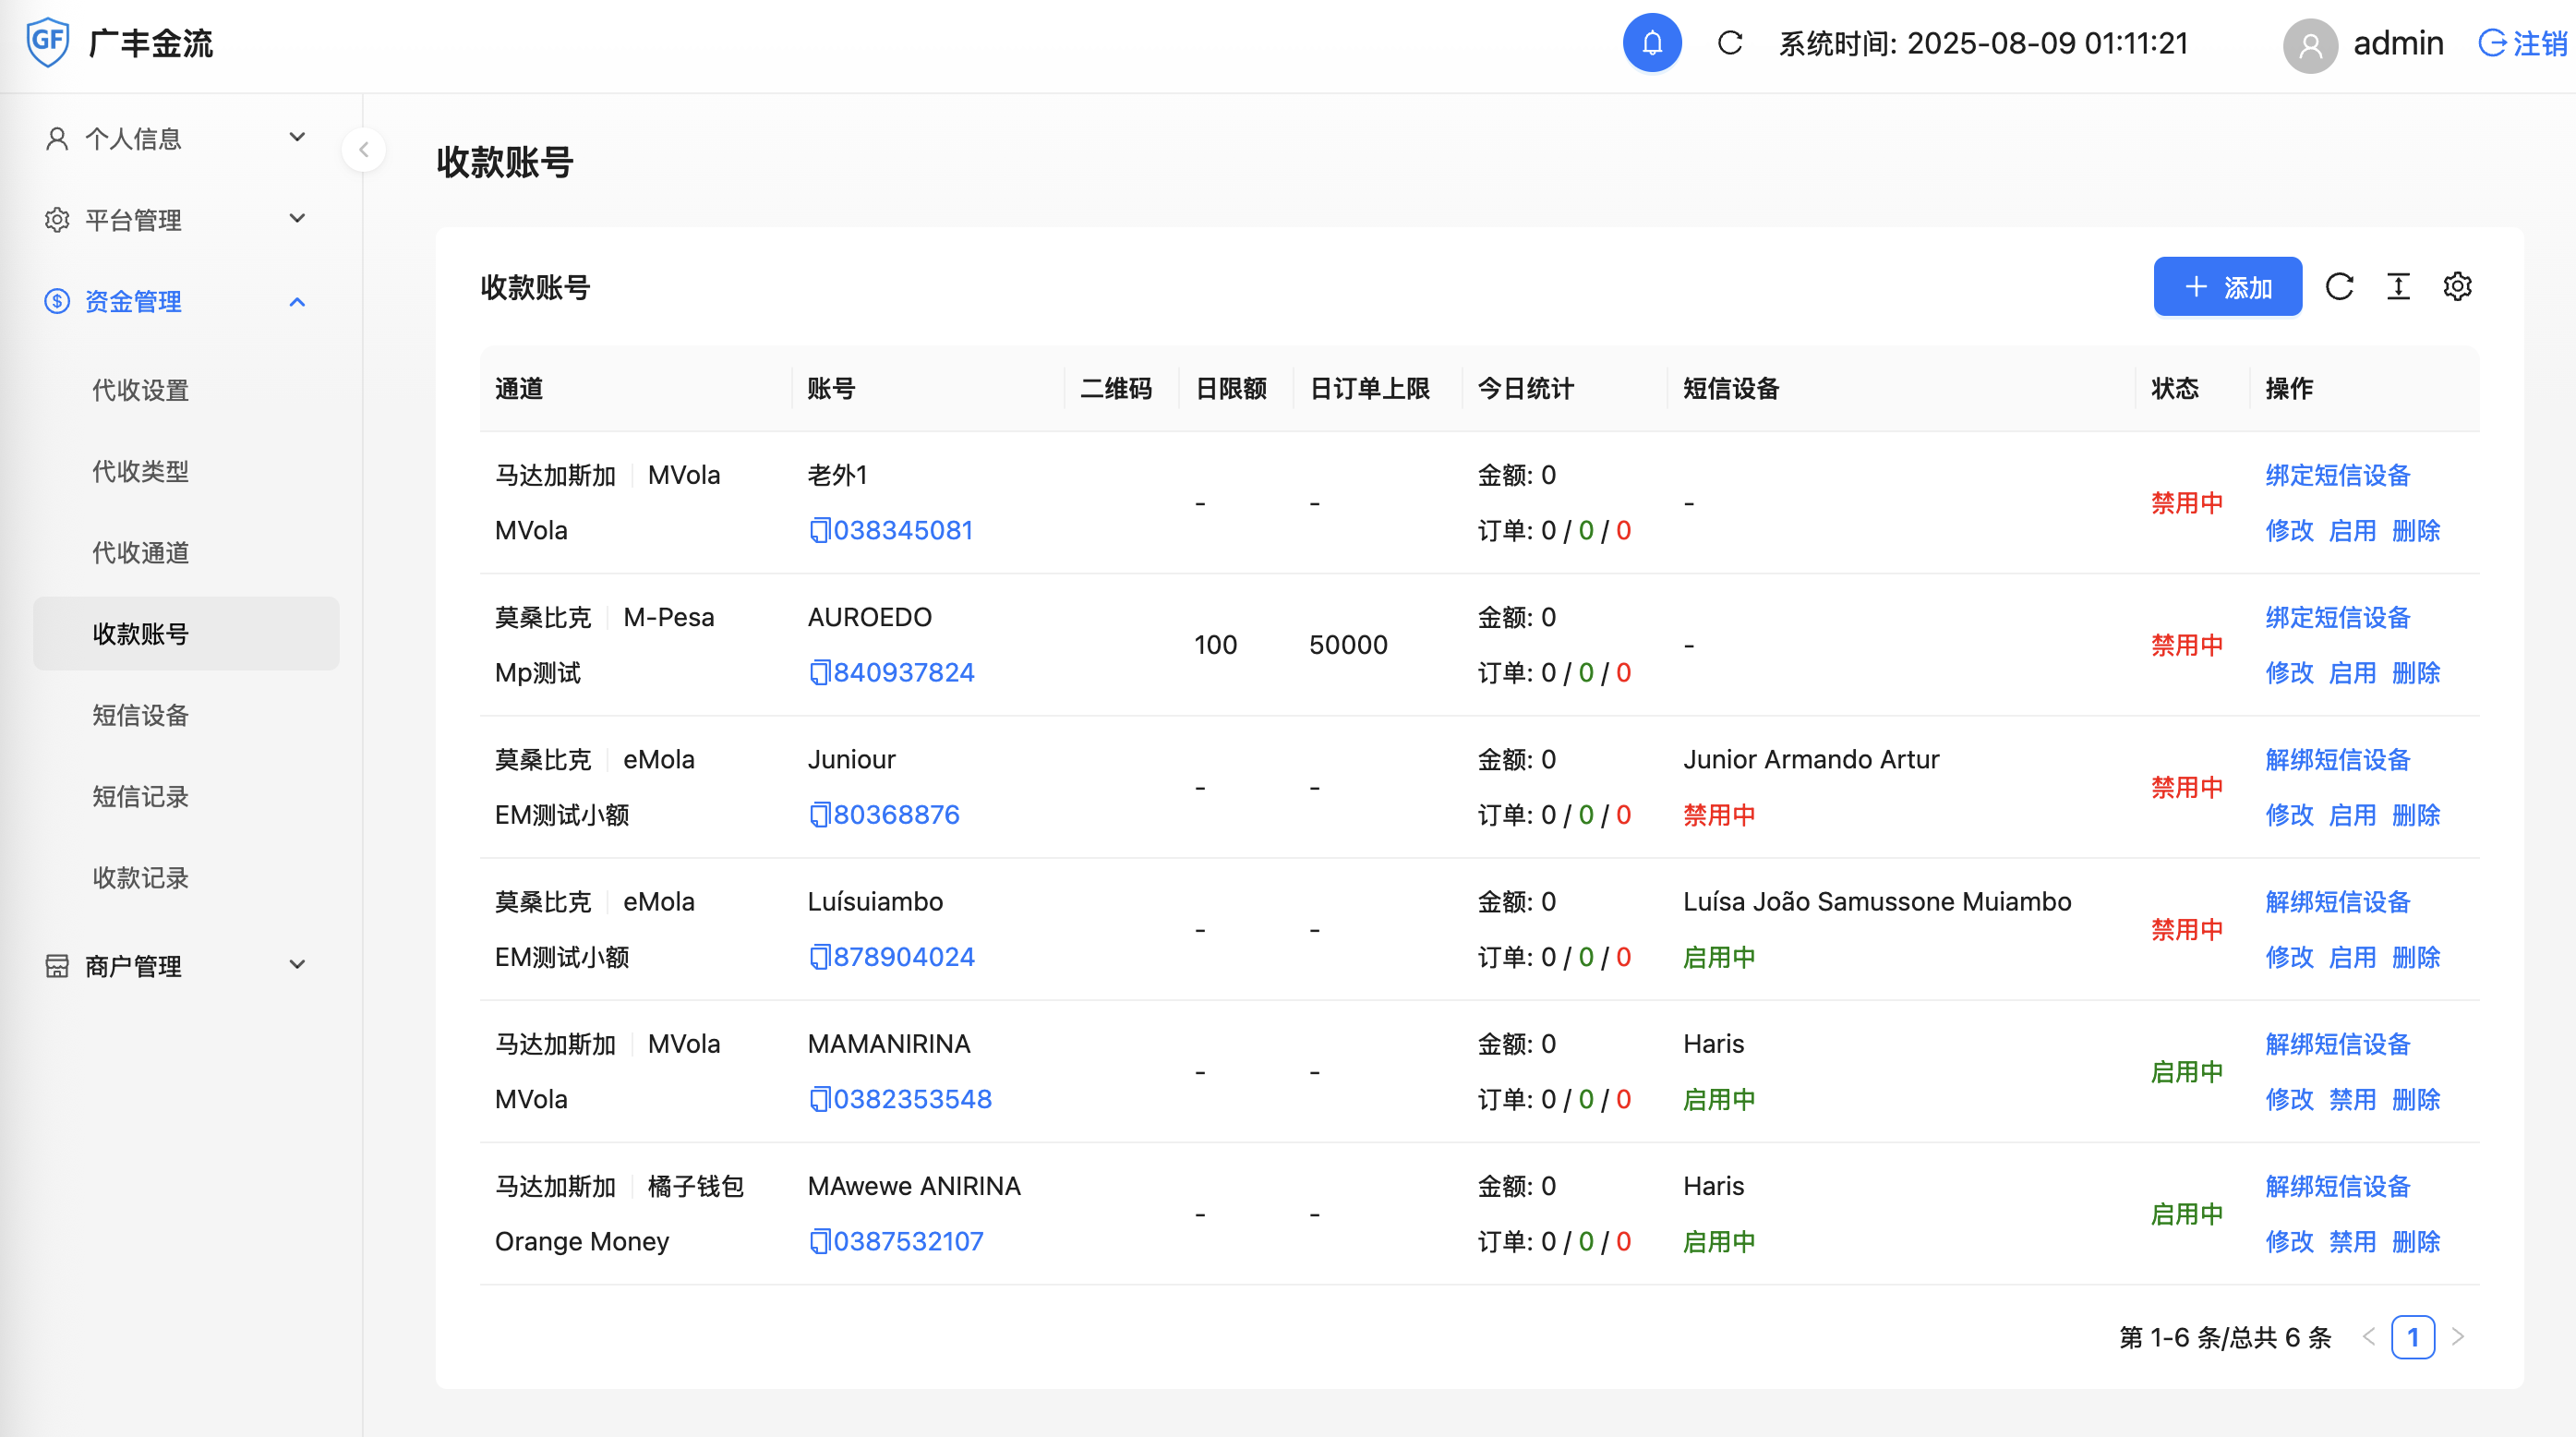 GF 广丰金流
系统时间: 2025-08-09 01:11:21
admin
注销
个人信息
平台管理
资金管理
代收设置
代收类型
代收通道
收款账号
短信设备
短信记录
收款记录
商户管理
收款账号
收款账号
添加
通道 账号 二维码 日限额 日订单上限 今日统计 短信设备 状态 操作
马达加斯加 MVola 老外1 金额: 0 绑定短信设备
- - - 禁用中
MVola 038345081 订单: 0 / 0 / 0 修改 启用 删除
莫桑比克 M-Pesa AUROEDO 金额: 0 绑定短信设备
100 50000 - 禁用中
Mp测试 840937824 订单: 0 / 0 / 0 修改 启用 删除
莫桑比克 eMola Juniour 金额: 0 Junior Armando Artur 解绑短信设备
- - 禁用中
EM测试小额 80368876 订单: 0 / 0 / 0 禁用中 修改 启用 删除
莫桑比克 eMola Luísuiambo 金额: 0 Luísa João Samussone Muiambo 解绑短信设备
- - 禁用中
EM测试小额 878904024 订单: 0 / 0 / 0 启用中 修改 启用 删除
马达加斯加 MVola MAMANIRINA 金额: 0 Haris 解绑短信设备
- - 启用中
MVola 0382353548 订单: 0 / 0 / 0 启用中 修改 禁用 删除
马达加斯加 橘子钱包 MAwewe ANIRINA 金额: 0 Haris 解绑短信设备
- - 启用中
Orange Money 0387532107 订单: 0 / 0 / 0 启用中 修改 禁用 删除
第 1-6 条/总共 6 条 < 1 >